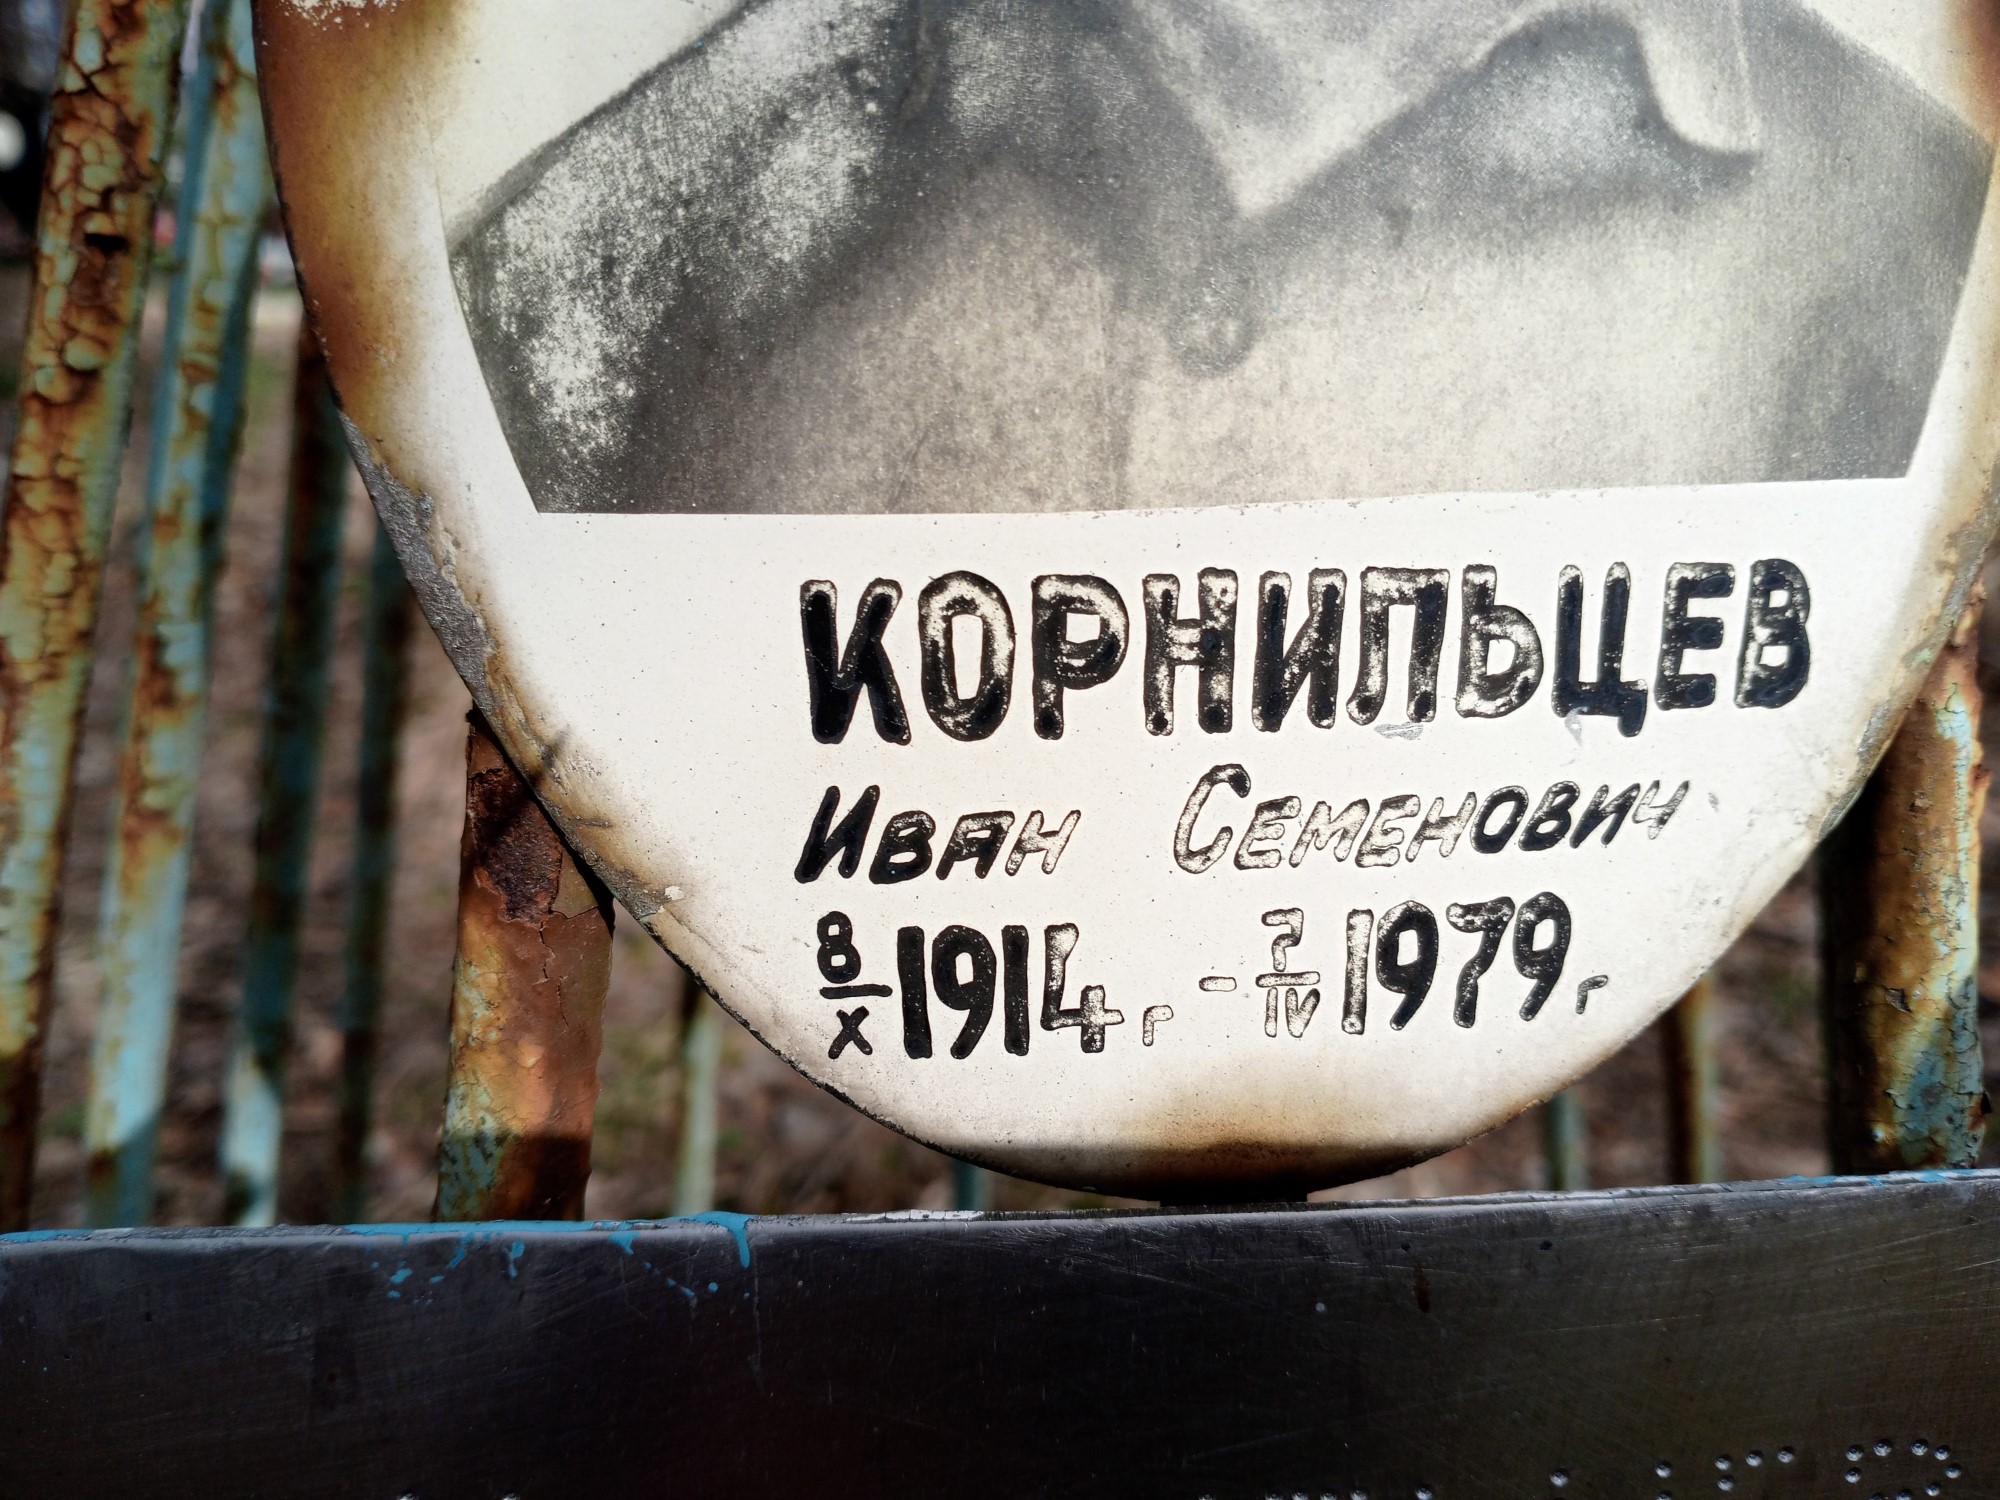 КОРНИЛЬЦЕВ
Иван Семенович
8/X 1914 г - 7/IV 1979 г